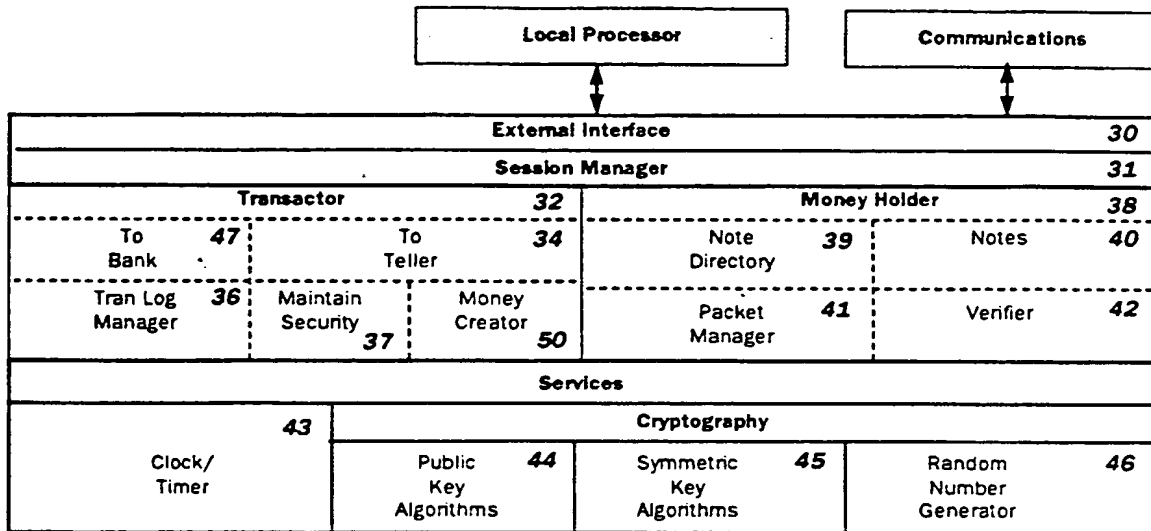 Local Processor
Communications
External Interface 30
Session Manager 31
Transactor 32
Money Holder 38
To 47
Bank
To 34
Teller
Note 39
Directory
Notes 40
Tran Log 36
Manager
Maintain
Security 37
Money
Creator 50
Packet 41
Manager
Verifier 42
Services
43
Clock/
Timer
Cryptography
Public 44
Key
Algorithms
Symmetric 45
Key
Algorithms
Random 46
Number
Generator